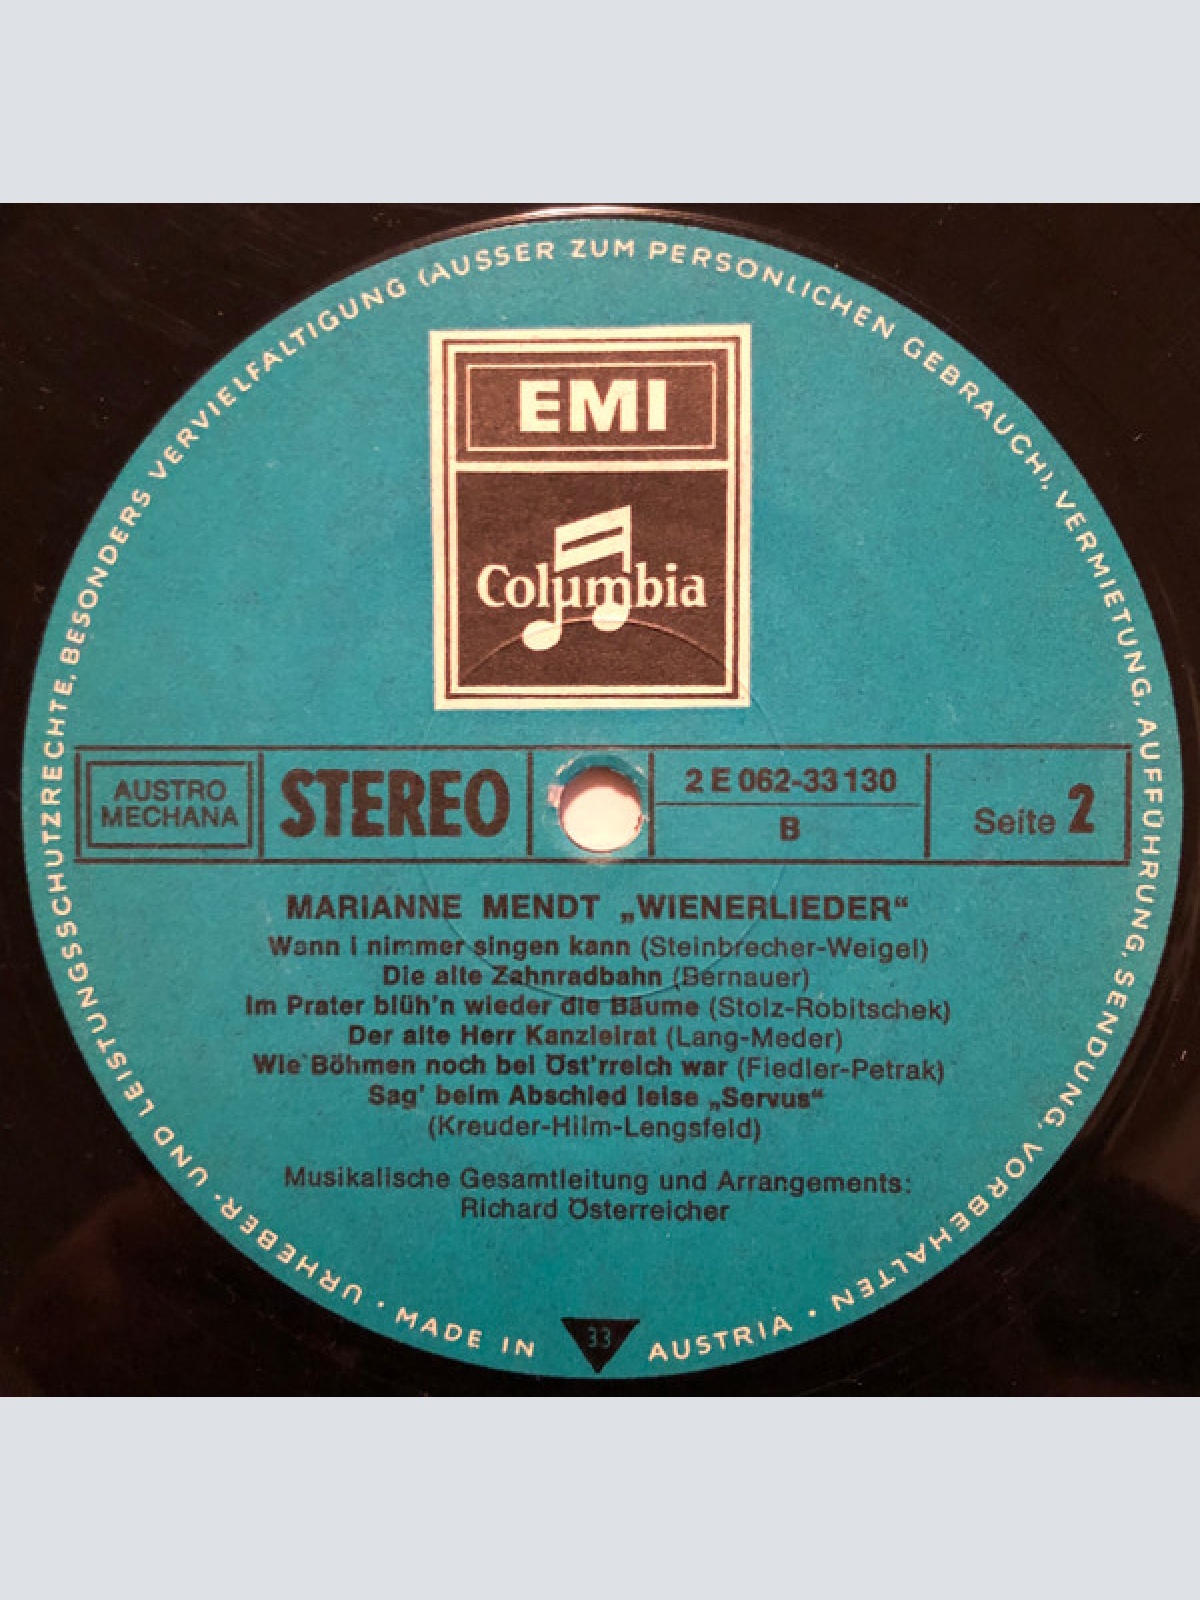 URHEBER- UND LEISTUNGSSCHUTZRECHTE, BESONDERS VERVIELFÄLTIGUNG (AUSSER ZUM PERSÖNLICHEN GEBRAUCH), VERMIETUNG, AUFFÜHRUNG, SENDUNG, VORBEHALTEN •
EMI
Columbia
AUSTRO
MECHANA
STEREO
2 E 062-33 130
B
Seite 2
MARIANNE MENDT „WIENERLIEDER“
Wann i nimmer singen kann (Steinbrecher-Weigel)
Die alte Zahnradbahn (Bernauer)
Im Prater blüh'n wieder die Bäume (Stolz-Robitschek)
Der alte Herr Kanzleirat (Lang-Meder)
Wie Böhmen noch bei Öst'rreich war (Fiedler-Petrak)
Sag' beim Abschied leise „Servus“
(Kreuder-Hilm-Lengsfeld)
Musikalische Gesamtleitung und Arrangements:
Richard Österreicher
• MADE IN 33 AUSTRIA